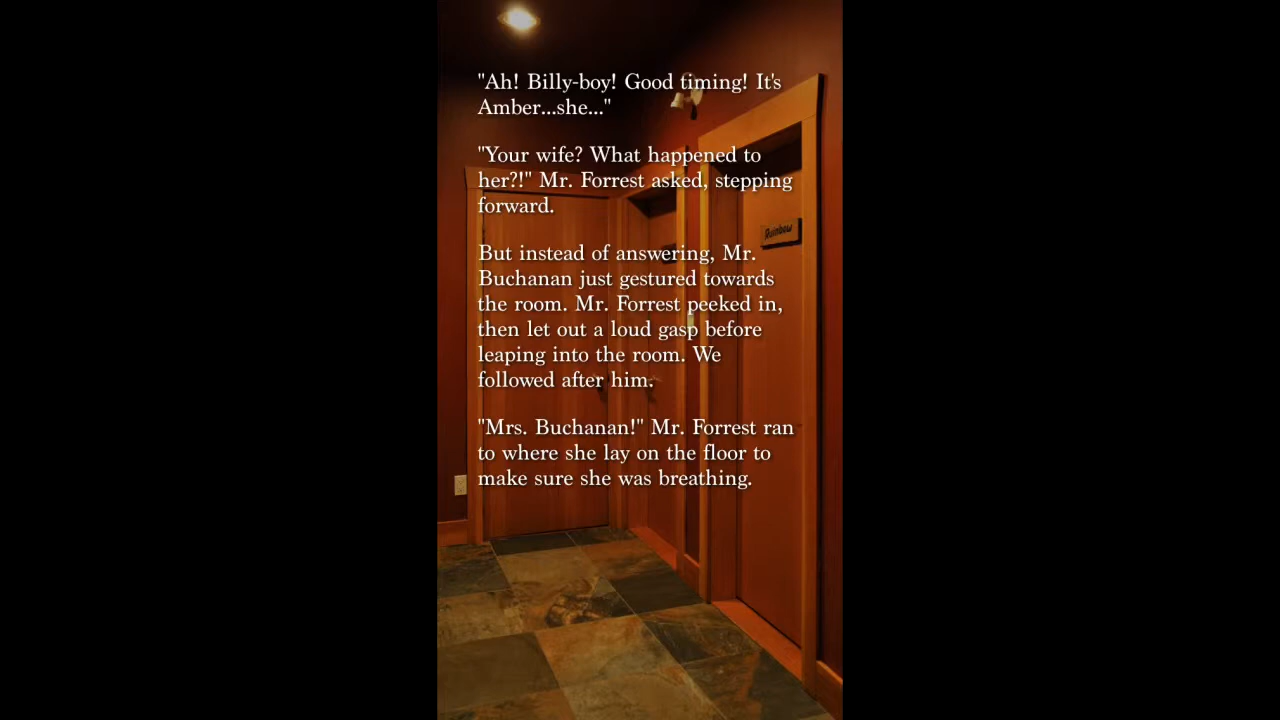 "Ah! Billy-boy! Good timing! It's
Amber...she..."
"Your wife? What happened to
her?!" Mr. Forrest asked, stepping
forward.
But instead of answering, Mr.
Buchanan just gestured towards
the room. Mr. Forrest peeked in,
then let out a loud gasp before
leaping into the room. We
followed after him.
"Mrs. Buchanan!" Mr. Forrest ran
to where she lay on the floor to
make sure she was breathing.
Rainbow